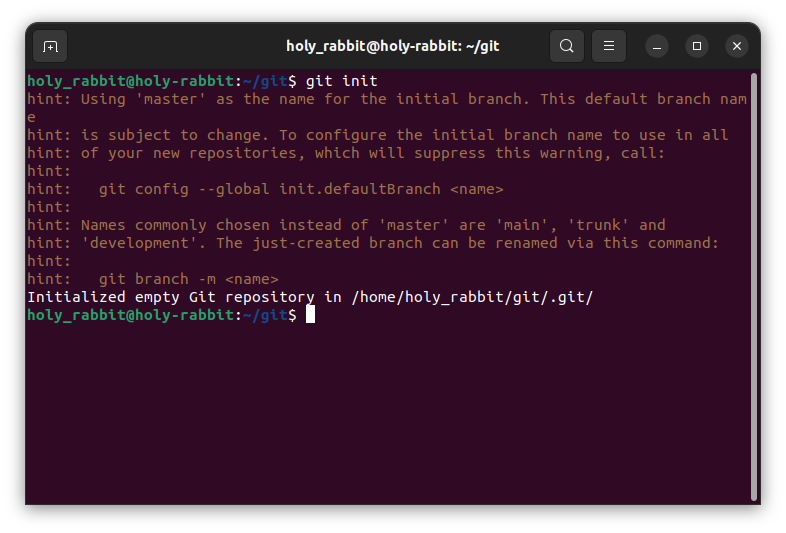 holy_rabbit@holy-rabbit: ~/git
holy_rabbit@holy-rabbit:~/git$ git init
hint: Using 'master' as the name for the initial branch. This default branch nam
e
hint: is subject to change. To configure the initial branch name to use in all
hint: of your new repositories, which will suppress this warning, call:
hint:
hint:   git config --global init.defaultBranch <name>
hint:
hint: Names commonly chosen instead of 'master' are 'main', 'trunk' and
hint: 'development'. The just-created branch can be renamed via this command:
hint:
hint:   git branch -m <name>
Initialized empty Git repository in /home/holy_rabbit/git/.git/
holy_rabbit@holy-rabbit:~/git$